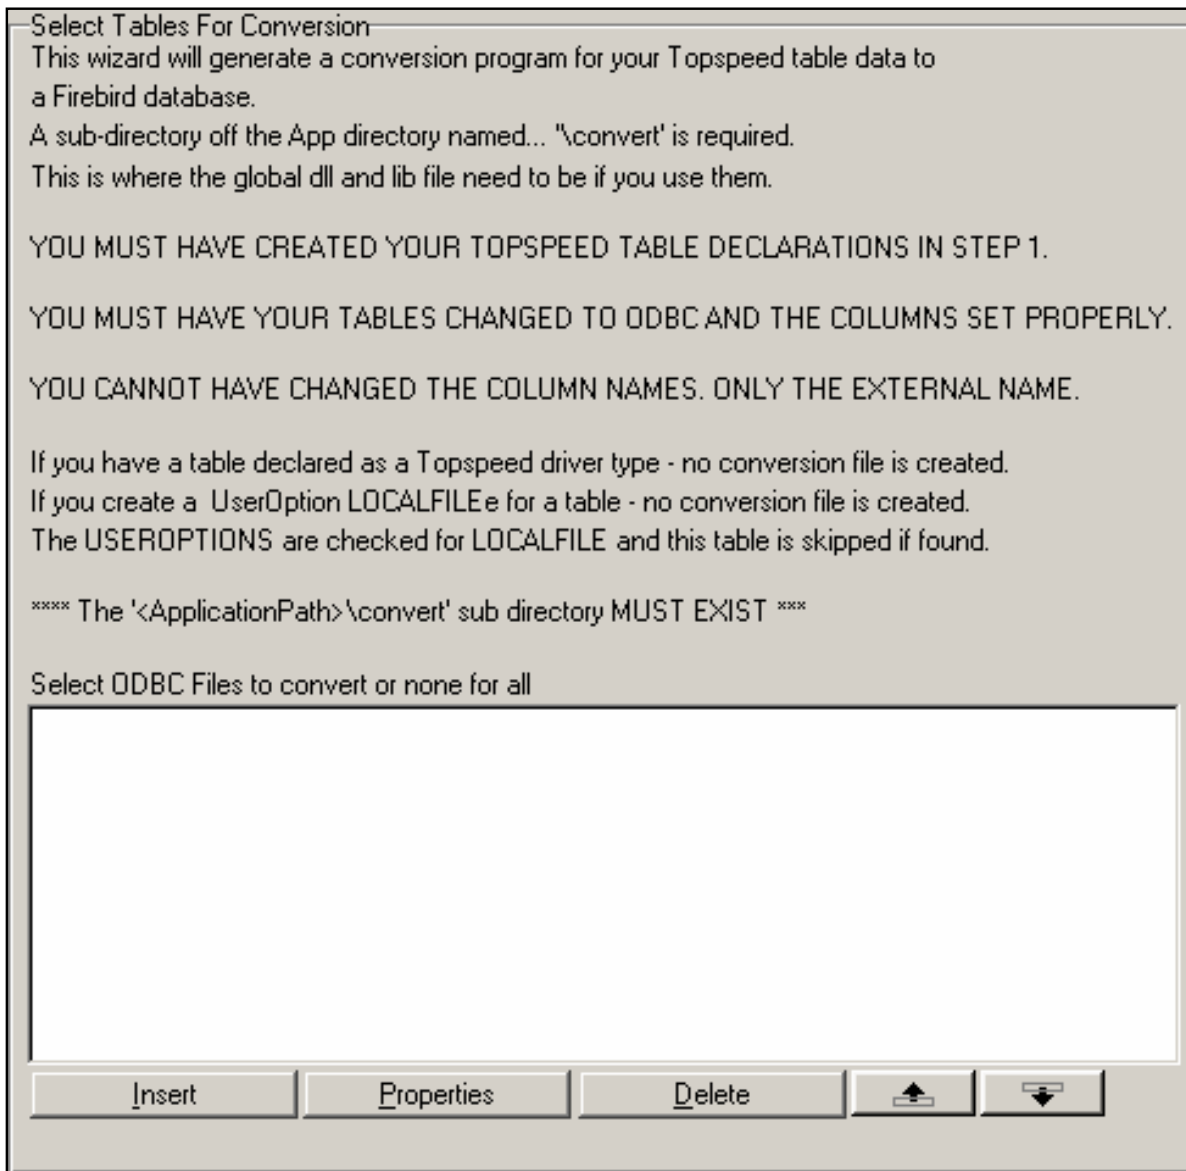 Select Tables For Conversion
This wizard will generate a conversion program for your Topspeed table data to
a Firebird database.
A sub-directory off the App directory named... '\convert' is required.
This is where the global dll and lib file need to be if you use them.
YOU MUST HAVE CREATED YOUR TOPSPEED TABLE DECLARATIONS IN STEP 1.
YOU MUST HAVE YOUR TABLES CHANGED TO ODBC AND THE COLUMNS SET PROPERLY.
YOU CANNOT HAVE CHANGED THE COLUMN NAMES. ONLY THE EXTERNAL NAME.
If you have a table declared as a Topspeed driver type - no conversion file is created.
If you create a  UserOption LOCALFILEe for a table - no conversion file is created.
The USEROPTIONS are checked for LOCALFILE and this table is skipped if found.
**** The '<ApplicationPath>\convert' sub directory MUST EXIST ***
Select ODBC Files to convert or none for all
Insert Properties Delete